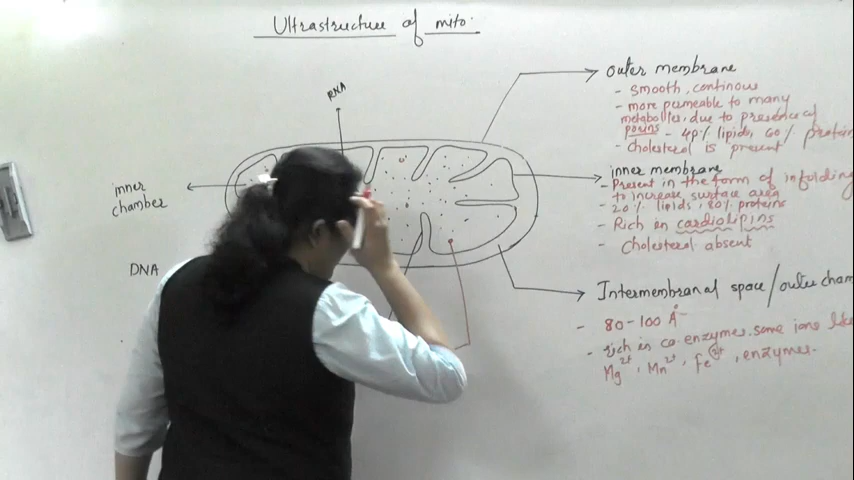 Ultrastructure of mito.
RNA
inner
chamber
DNA
outer membrane
- smooth, continous
- more permeable to many
metabolites, due to presence of
porins - 40% lipids, 60% protein
- cholesterol is present
inner membrane
- Present in the form of infolding
to increase surface area
- 20% lipids, 80% proteins
- Rich in cardiolipins
- Cholesterol absent
Intermembranal space/outer cham
- 80-100 Å
- rich in co enzymes, some ions like
Mg²⁺, Mn²⁺, Fe²⁺, enzymes.